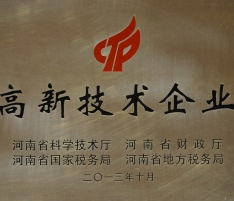 高新技术企业
河南省科学技术厅 河南省财政厅
河南省国家税务局 河南省地方税务局
二〇一三年十月